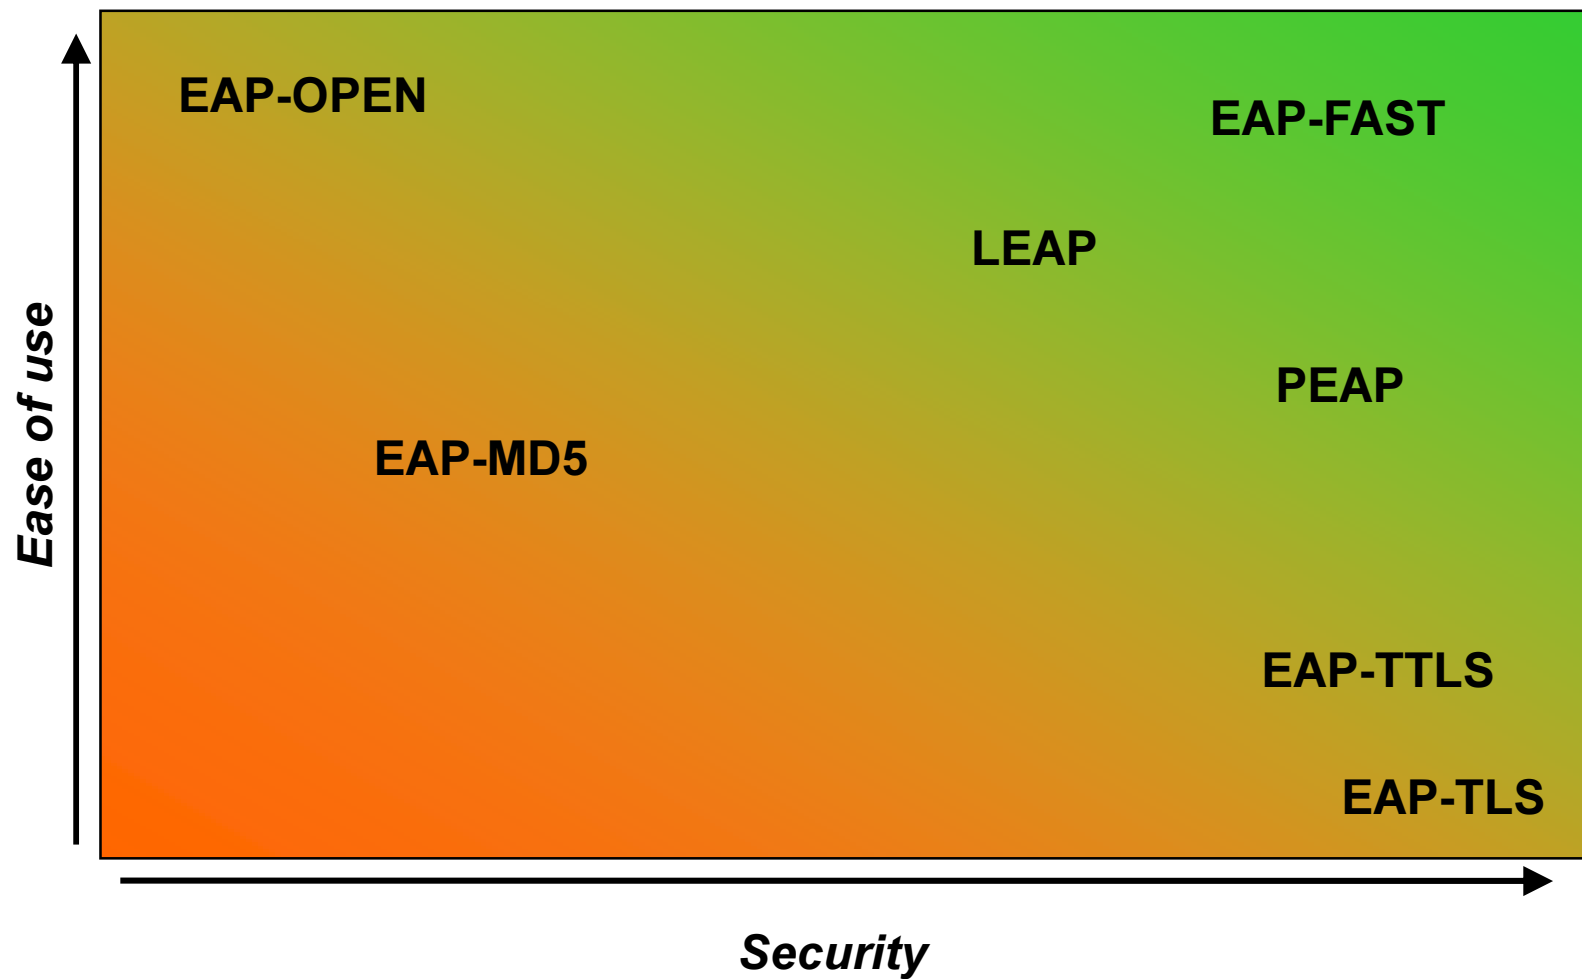 EAP-OPEN
EAP-FAST
LEAP
PEAP
EAP-MD5
EAP-TTLS
EAP-TLS
Ease of use
Security